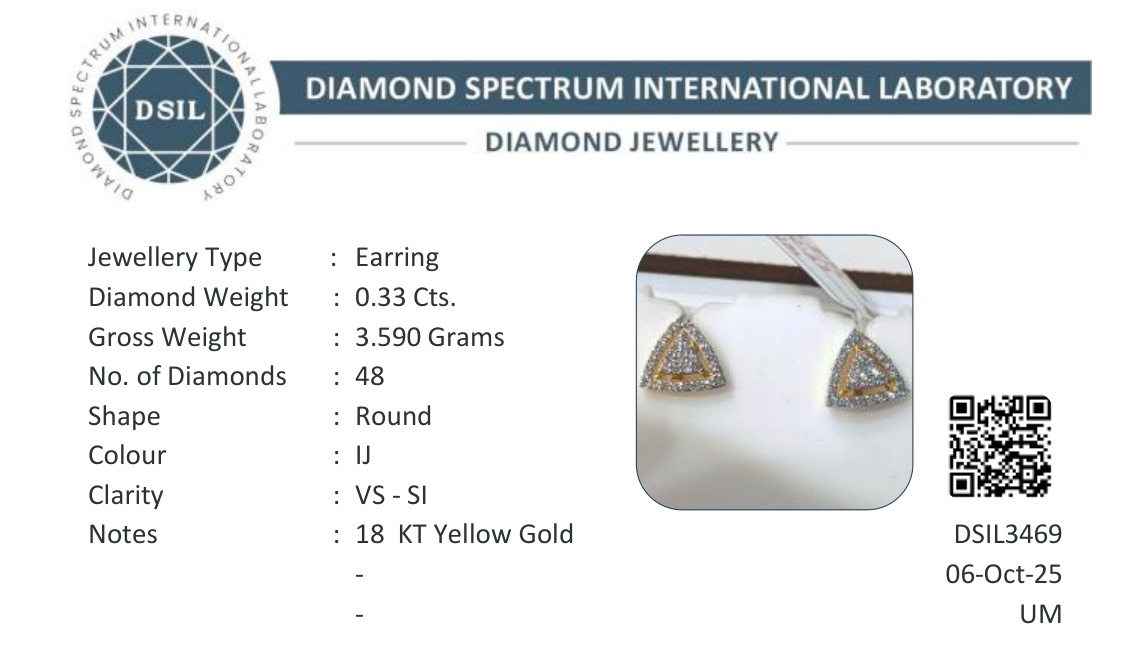 DIAMOND SPECTRUM INTERNATIONAL LABORATORY
DSIL
DIAMOND SPECTRUM INTERNATIONAL LABORATORY
DIAMOND JEWELLERY
Jewellery Type : Earring
Diamond Weight : 0.33 Cts.
Gross Weight : 3.590 Grams
No. of Diamonds : 48
Shape : Round
Colour : IJ
Clarity : VS - SI
Notes : 18 KT Yellow Gold
-
-
DSIL3469
06-Oct-25
UM